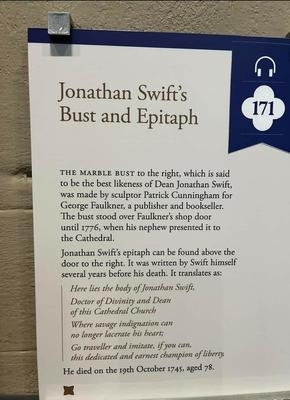 171
Jonathan Swift's
Bust and Epitaph
THE MARBLE BUST to the right, which is said
to be the best likeness of Dean Jonathan Swift,
was made by sculptor Patrick Cunningham for
George Faulkner, a publisher and bookseller.
The bust stood over Faulkner's shop door
until 1776, when his nephew presented it to
the Cathedral.
Jonathan Swift's epitaph can be found above the
door to the right. It was written by Swift himself
several years before his death. It translates as:
Here lies the body of Jonathan Swift,
Doctor of Divinity and Dean
of this Cathedral Church
Where savage indignation can
no longer lacerate his heart;
Go traveller and imitate, if you can,
this dedicated and earnest champion of liberty.
He died on the 19th October 1745, aged 78.